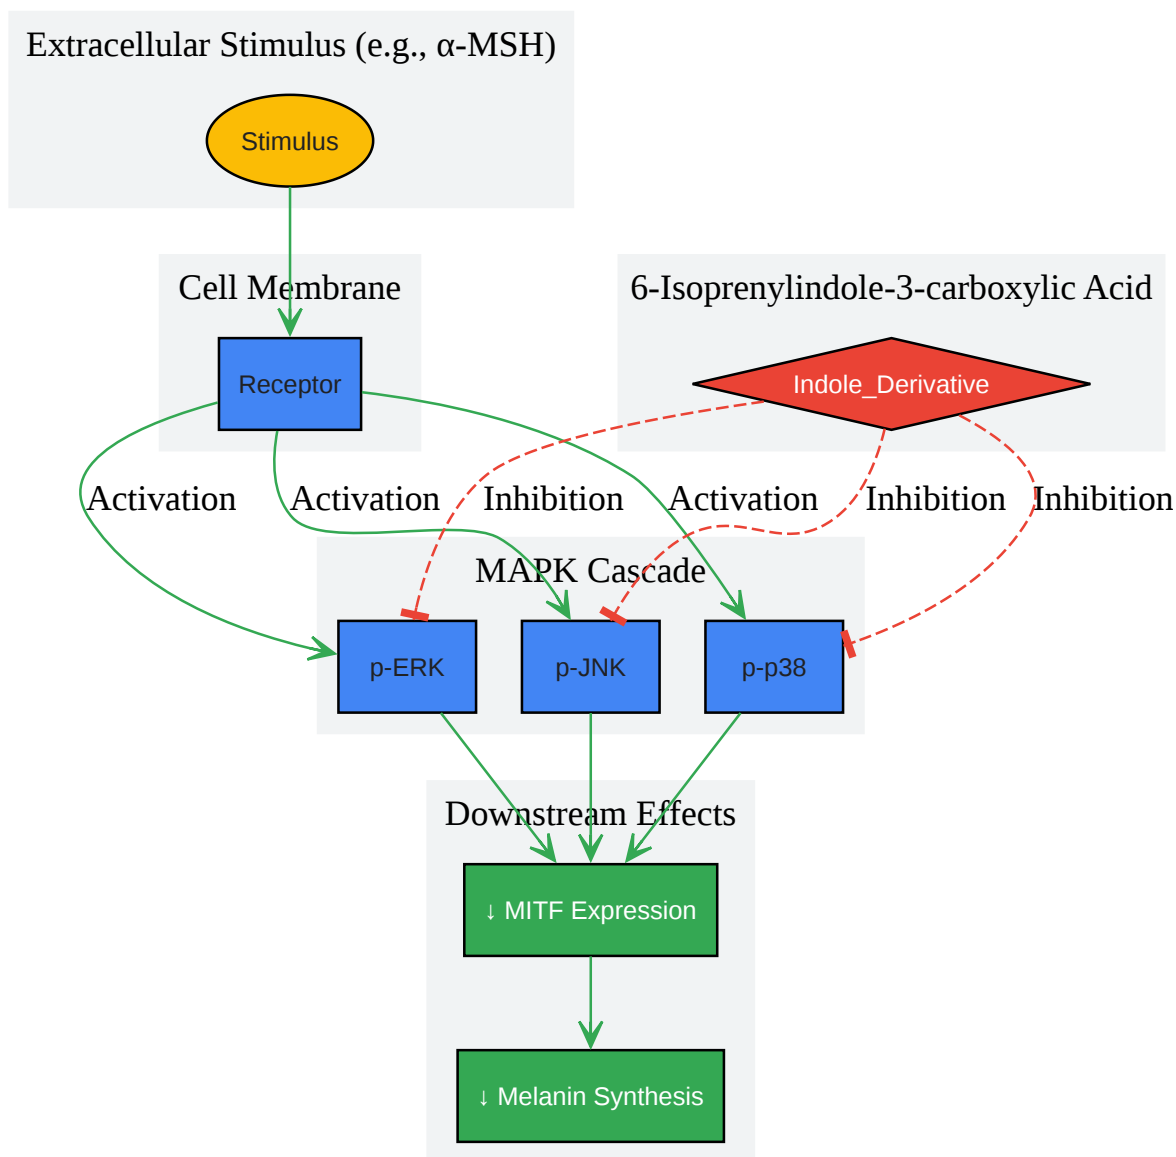 Extracellular Stimulus (e.g., α-MSH)
Stimulus
Cell Membrane
6-Isoprenylindole-3-carboxylic Acid
Receptor
Indole_Derivative
Activation
Activation
Inhibition
Activation
Inhibition
Inhibition
MAPK Cascade
p-ERK
p-JNK
p-p38
Downstream Effects
↓ MITF Expression
↓ Melanin Synthesis